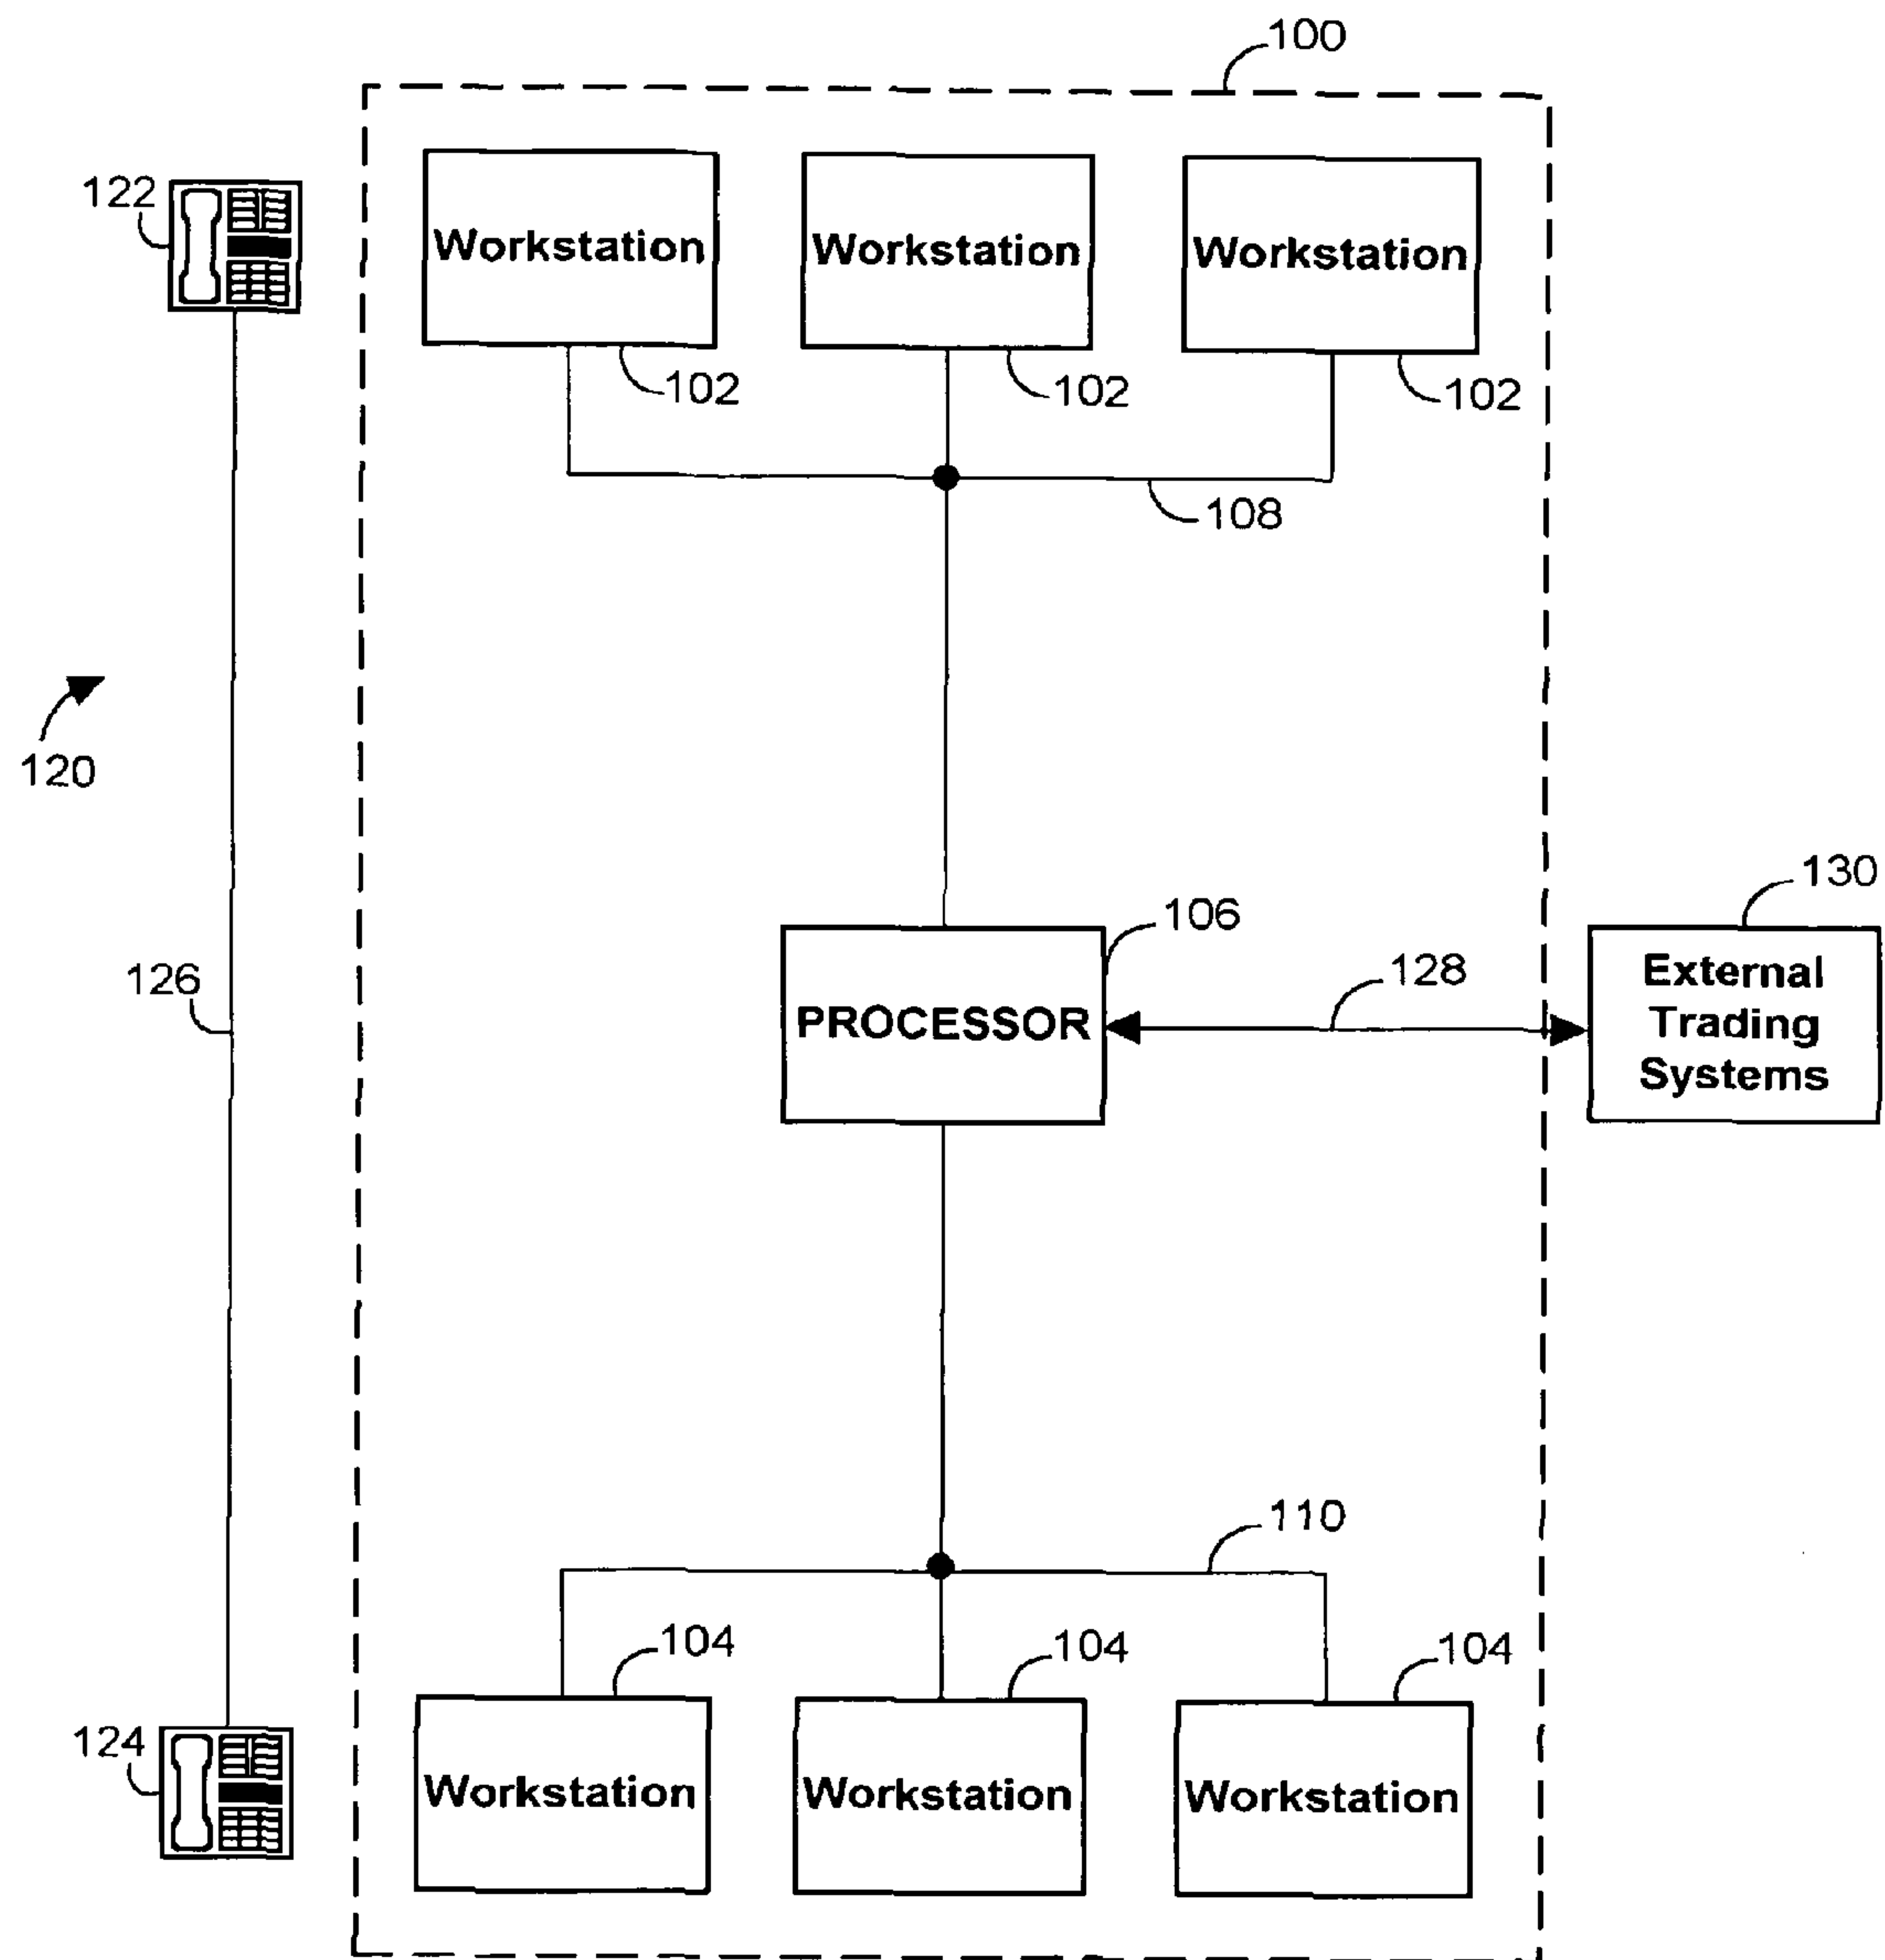 100
122
Workstation
Workstation
Workstation
102
102
102
108
120
130
106
126
128
PROCESSOR
External
Trading
Systems
110
104
104
104
124
Workstation
Workstation
Workstation